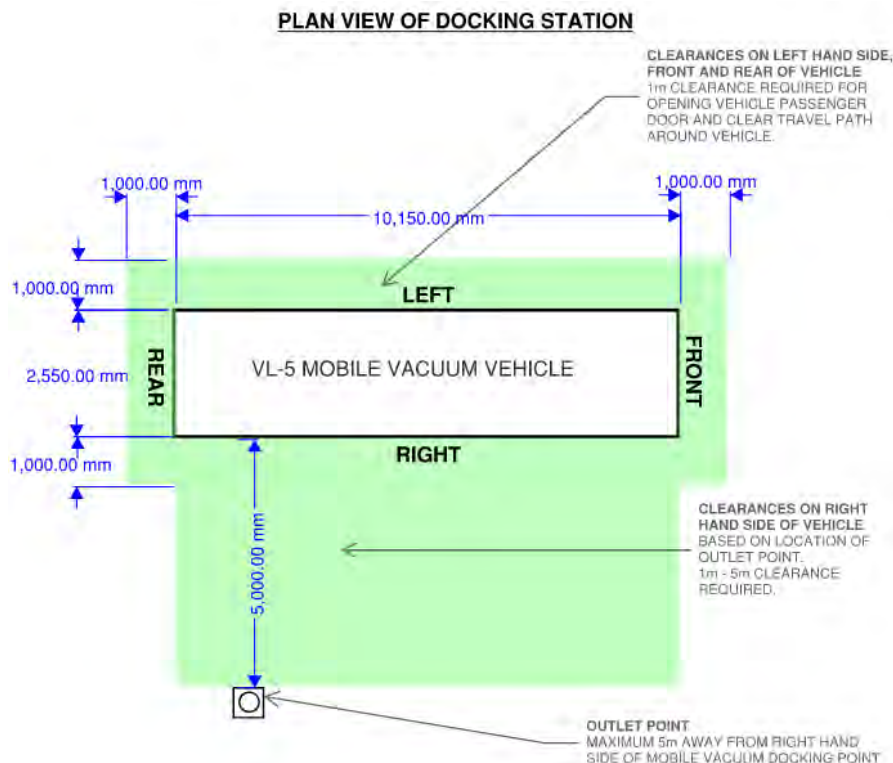 PLAN VIEW OF DOCKING STATION
CLEARANCES ON LEFT HAND SIDE,
FRONT AND REAR OF VEHICLE
1m CLEARANCE REQUIRED FOR
OPENING VEHICLE PASSENGER
DOOR AND CLEAR TRAVEL PATH
AROUND VEHICLE.
1,000.00 mm
10,150.00 mm
1,000.00 mm
1,000.00 mm
LEFT
REAR
2,550.00 mm
VL-5 MOBILE VACUUM VEHICLE
FRONT
RIGHT
1,000.00 mm
5,000.00 mm
CLEARANCES ON RIGHT
HAND SIDE OF VEHICLE
BASED ON LOCATION OF
OUTLET POINT.
1m - 5m CLEARANCE
REQUIRED.
OUTLET POINT
MAXIMUM 5m AWAY FROM RIGHT HAND
SIDE OF MOBILE VACUUM DOCKING POINT